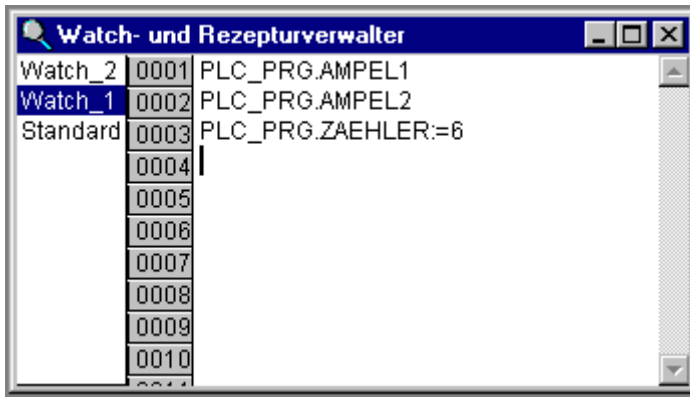 Watch- und Rezepturverwalter
Watch_2 0001 PLC_PRG.AMPEL1
Watch_1 0002 PLC_PRG.AMPEL2
Standard 0003 PLC_PRG.ZAEHLER:=6
0004
0005
0006
0007
0008
0009
0010